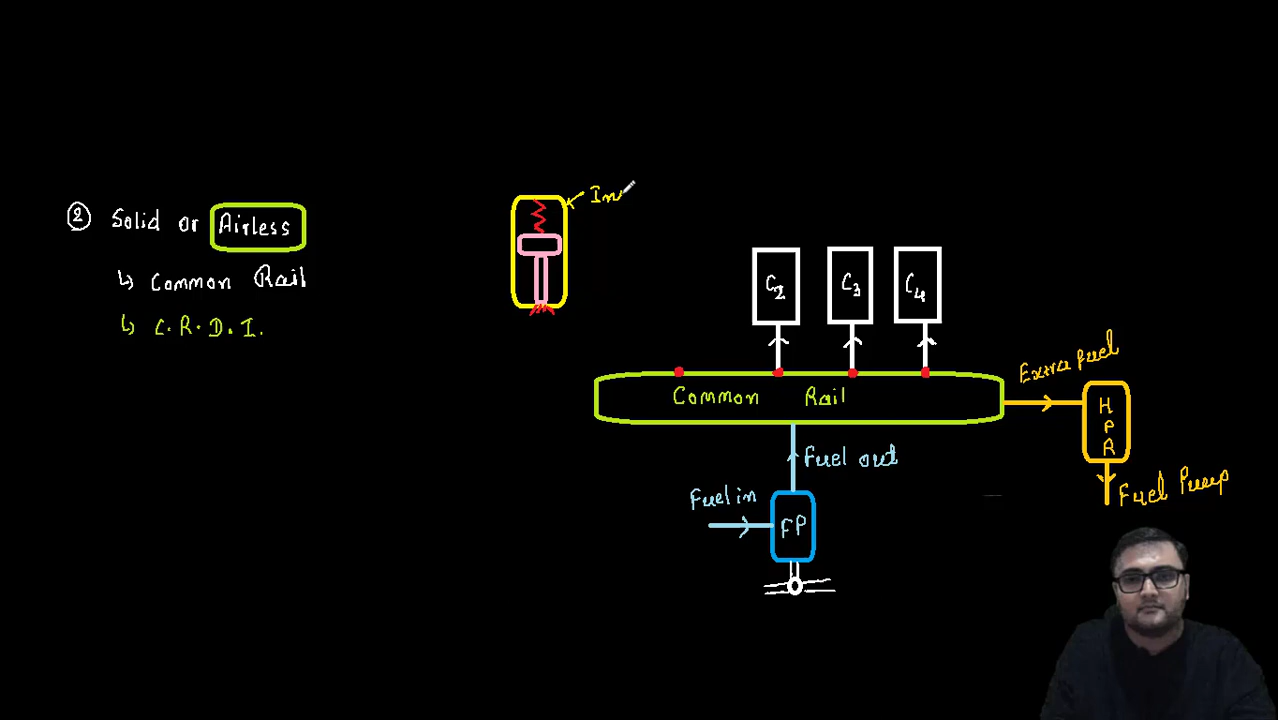 ② Solid or Airless
↳ Common Rail
↳ C.R.D.I.
In
C2
C3
C4
Common Rail
Extra fuel
H
P
R
Fuel Pump
Fuel out
Fuel in
FP